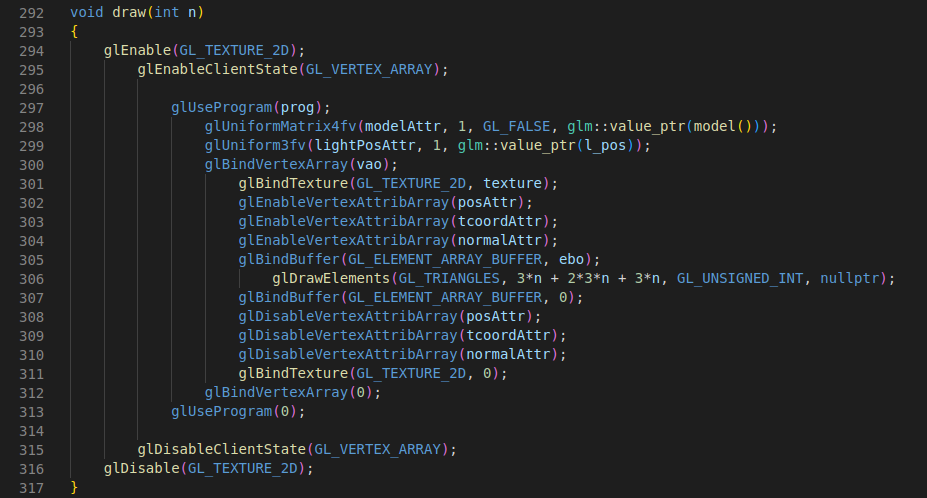 292 void draw(int n)
293 {
294     glEnable(GL_TEXTURE_2D);
295         glEnableClientState(GL_VERTEX_ARRAY);
296
297             glUseProgram(prog);
298                 glUniformMatrix4fv(modelAttr, 1, GL_FALSE, glm::value_ptr(model()));
299                 glUniform3fv(lightPosAttr, 1, glm::value_ptr(l_pos));
300                 glBindVertexArray(vao);
301                     glBindTexture(GL_TEXTURE_2D, texture);
302                     glEnableVertexAttribArray(posAttr);
303                     glEnableVertexAttribArray(tcoordAttr);
304                     glEnableVertexAttribArray(normalAttr);
305                     glBindBuffer(GL_ELEMENT_ARRAY_BUFFER, ebo);
306                         glDrawElements(GL_TRIANGLES, 3*n + 2*3*n + 3*n, GL_UNSIGNED_INT, nullptr);
307                     glBindBuffer(GL_ELEMENT_ARRAY_BUFFER, 0);
308                     glDisableVertexAttribArray(posAttr);
309                     glDisableVertexAttribArray(tcoordAttr);
310                     glDisableVertexAttribArray(normalAttr);
311                     glBindTexture(GL_TEXTURE_2D, 0);
312                 glBindVertexArray(0);
313             glUseProgram(0);
314
315         glDisableClientState(GL_VERTEX_ARRAY);
316     glDisable(GL_TEXTURE_2D);
317 }